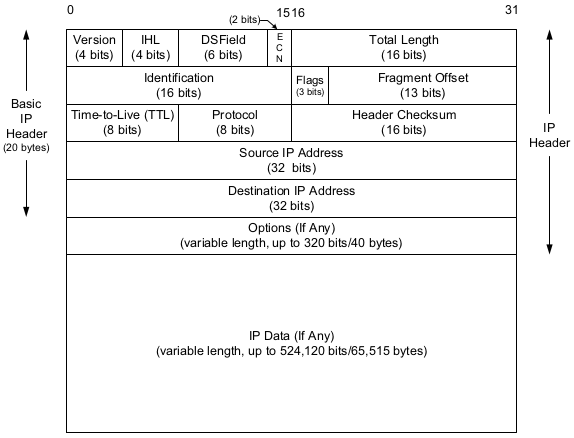 0 (2 bits) 15 16 31
Version IHL DSField E C N Total Length
(4 bits) (4 bits) (6 bits) (16 bits)
Identification Flags Fragment Offset
(16 bits) (3 bits) (13 bits)
Time-to-Live (TTL) Protocol Header Checksum
(8 bits) (8 bits) (16 bits)
Source IP Address
(32 bits)
Destination IP Address
(32 bits)
Options (If Any)
(variable length, up to 320 bits/40 bytes)
IP Data (If Any)
(variable length, up to 524,120 bits/65,515 bytes)
Basic
IP
Header
(20 bytes)
IP
Header